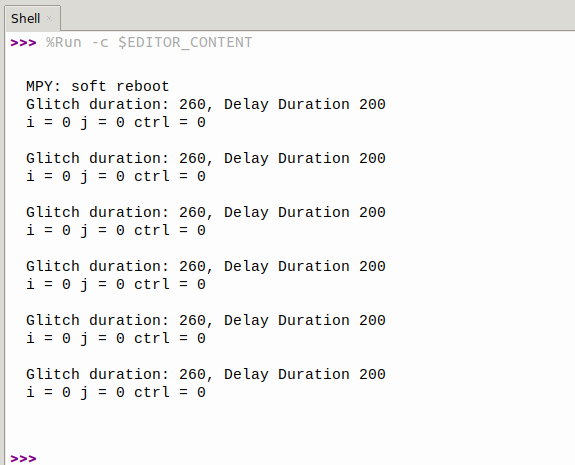 Shell ×
>>> %Run -c $EDITOR_CONTENT
MPY: soft reboot
Glitch duration: 260, Delay Duration 200
i = 0 j = 0 ctrl = 0
Glitch duration: 260, Delay Duration 200
i = 0 j = 0 ctrl = 0
Glitch duration: 260, Delay Duration 200
i = 0 j = 0 ctrl = 0
Glitch duration: 260, Delay Duration 200
i = 0 j = 0 ctrl = 0
Glitch duration: 260, Delay Duration 200
i = 0 j = 0 ctrl = 0
Glitch duration: 260, Delay Duration 200
i = 0 j = 0 ctrl = 0
>>>